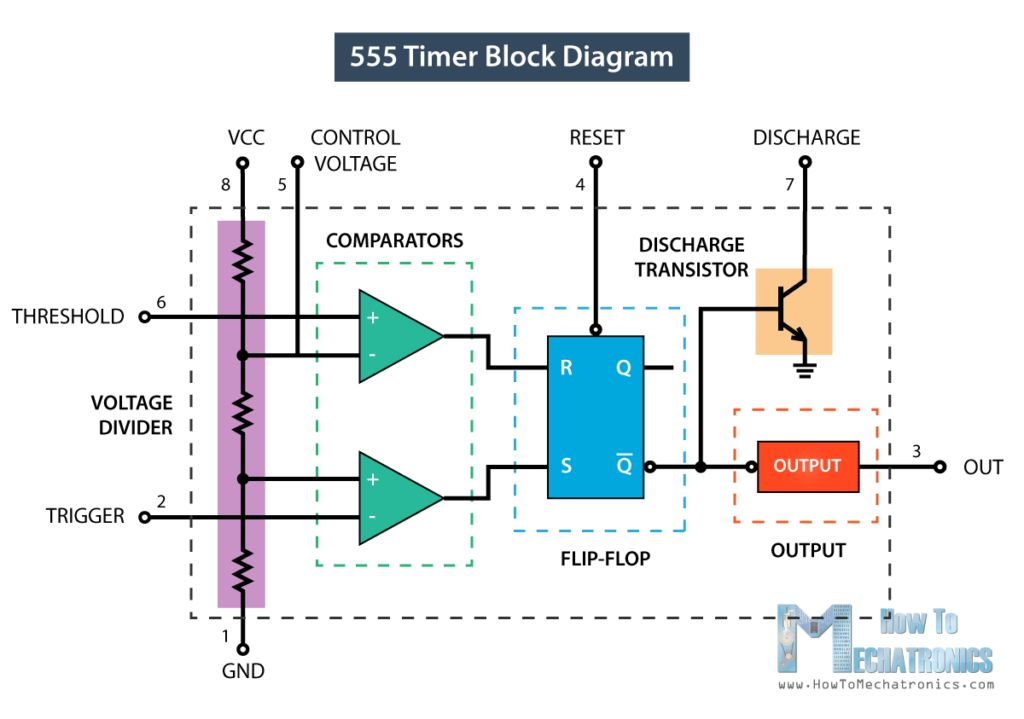 555 Timer Block Diagram
VCC
CONTROL
VOLTAGE
RESET
DISCHARGE
8
5
4
7
COMPARATORS
DISCHARGE
TRANSISTOR
THRESHOLD
6
+
-
R
Q
VOLTAGE
DIVIDER
TRIGGER
2
+
-
S
Q̅
OUTPUT
3
OUT
FLIP-FLOP
OUTPUT
1
GND
How To
MECHATRONICS
www.HowToMechatronics.com